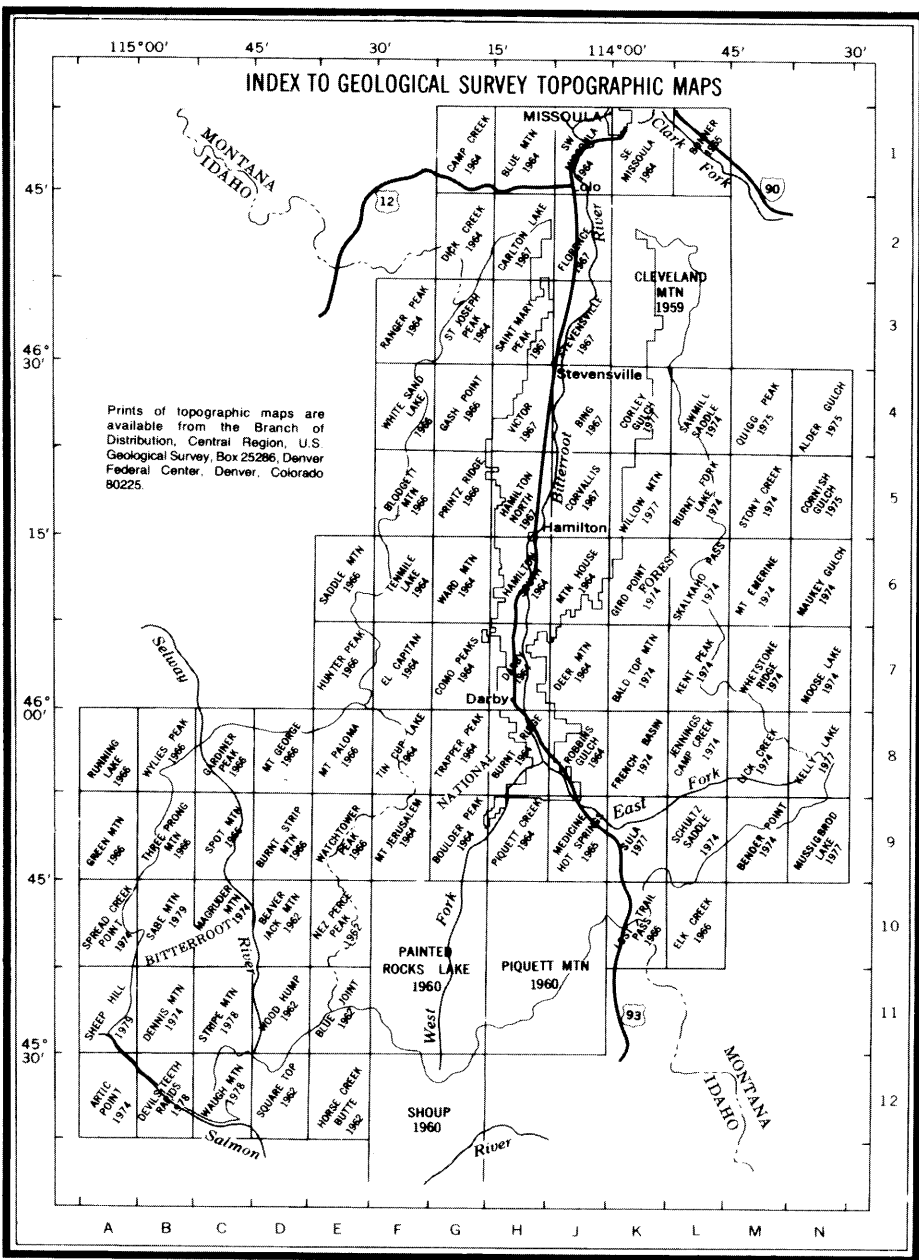 115°00' 45' 30' 15' 114°00' 45' 30'
INDEX TO GEOLOGICAL SURVEY TOPOGRAPHIC MAPS
MONTANA
IDAHO
MISSOULA
CAMP CREEK
1964
BLUE MTN
1964
SW
MISSOULA
1964
SE
MISSOULA
1964
Clark
Fork
BONNER
1965
1
45'
12
Lolo
90
DICK CREEK
1964
CARLTON LAKE
1967
FLORENCE
1967
River
2
CLEVELAND
MTN
1959
RANGER PEAK
1964
ST JOSEPH
PEAK
1964
SAINT MARY
PEAK
1967
STEVENSVILLE
1967
3
46°
30'
Stevensville
Prints of topographic maps are
available from the Branch of
Distribution, Central Region, U.S.
Geological Survey, Box 25286, Denver
Federal Center, Denver, Colorado
80225.
WHITE SAND
LAKE
1966
GASH POINT
1966
VICTOR
1967
BING
1967
CORLEY
GULCH
1977
SAWMILL
SADDLE
1974
QUIGG PEAK
1975
ALDER GULCH
1975
4
BLODGETT
MTN
1966
PRINTZ RIDGE
1966
HAMILTON
NORTH
1967
Bitterroot
CORVALLIS
1967
WILLOW MTN
1977
BURNT FORK
LAKE
1974
STONY CREEK
1974
CORNISH
GULCH
1975
5
15'
Hamilton
SADDLE MTN
1966
TENMILE
LAKE
1964
WARD MTN
1964
HAMILTON
MTN HOUSE
1964
GIRD POINT
1974
FOREST
SKALKAHO PASS
1974
MT EMERINE
1974
MAUKEY GULCH
1974
6
Selway
HUNTER PEAK
1966
EL CAPITAN
1964
COMO PEAKS
1964
DARBY
1964
DEER MTN
1964
BALD TOP MTN
1974
KENT PEAK
1974
WHETSTONE
RIDGE
1974
MOOSE LAKE
1974
7
46°
00'
Darby
RUNNING
LAKE
1966
WYLIES PEAK
1966
GARDINER
PEAK
1966
MT GEORGE
1966
MT PALOMA
1966
TIN CUP LAKE
1964
TRAPPER PEAK
1964
NATIONAL
BURNT RIDGE
1964
ROBBINS
GULCH
1964
FRENCH BASIN
1974
JENNINGS
CAMP CREEK
1974
LICK CREEK
1974
KELLY LAKE
1977
8
East
Fork
GREEN MTN
1966
THREE PRONG
MTN
1966
SPOT MTN
1966
BURNT STRIP
MTN
1966
WATCHTOWER
PEAK
1966
MT JERUSALEM
1964
BOULDER PEAK
1964
PIQUETT CREEK
1964
MEDICINE
HOT SPRINGS
1965
SULA
1977
SCHULTZ
SADDLE
1974
BENDER POINT
1974
MUSSIGBROD
LAKE
1977
9
45'
SPREAD CREEK
POINT
1974
SABE MTN
1979
BITTERROOT
MAGRUDER
MTN
1974
River
BEAVER
JACK MTN
1962
NEZ PERCE
PEAK
1962
Fork
PAINTED
ROCKS LAKE
1960
PIQUETT MTN
1960
LOST TRAIL
PASS
1966
ELK CREEK
1966
10
SHEEP HILL
1979
DENNIS MTN
1974
STRIPE MTN
1978
WOOD HUMP
1962
BLUE JOINT
1962
West
93
11
45°
30'
MONTANA
IDAHO
ARTIC
POINT
1974
DEVILS TEETH
RAPIDS
1978
WAUGH MTN
1978
SQUARE TOP
1962
HORSE CREEK
BUTTE
1962
SHOUP
1960
12
Salmon
River
A B C D E F G H J K L M N